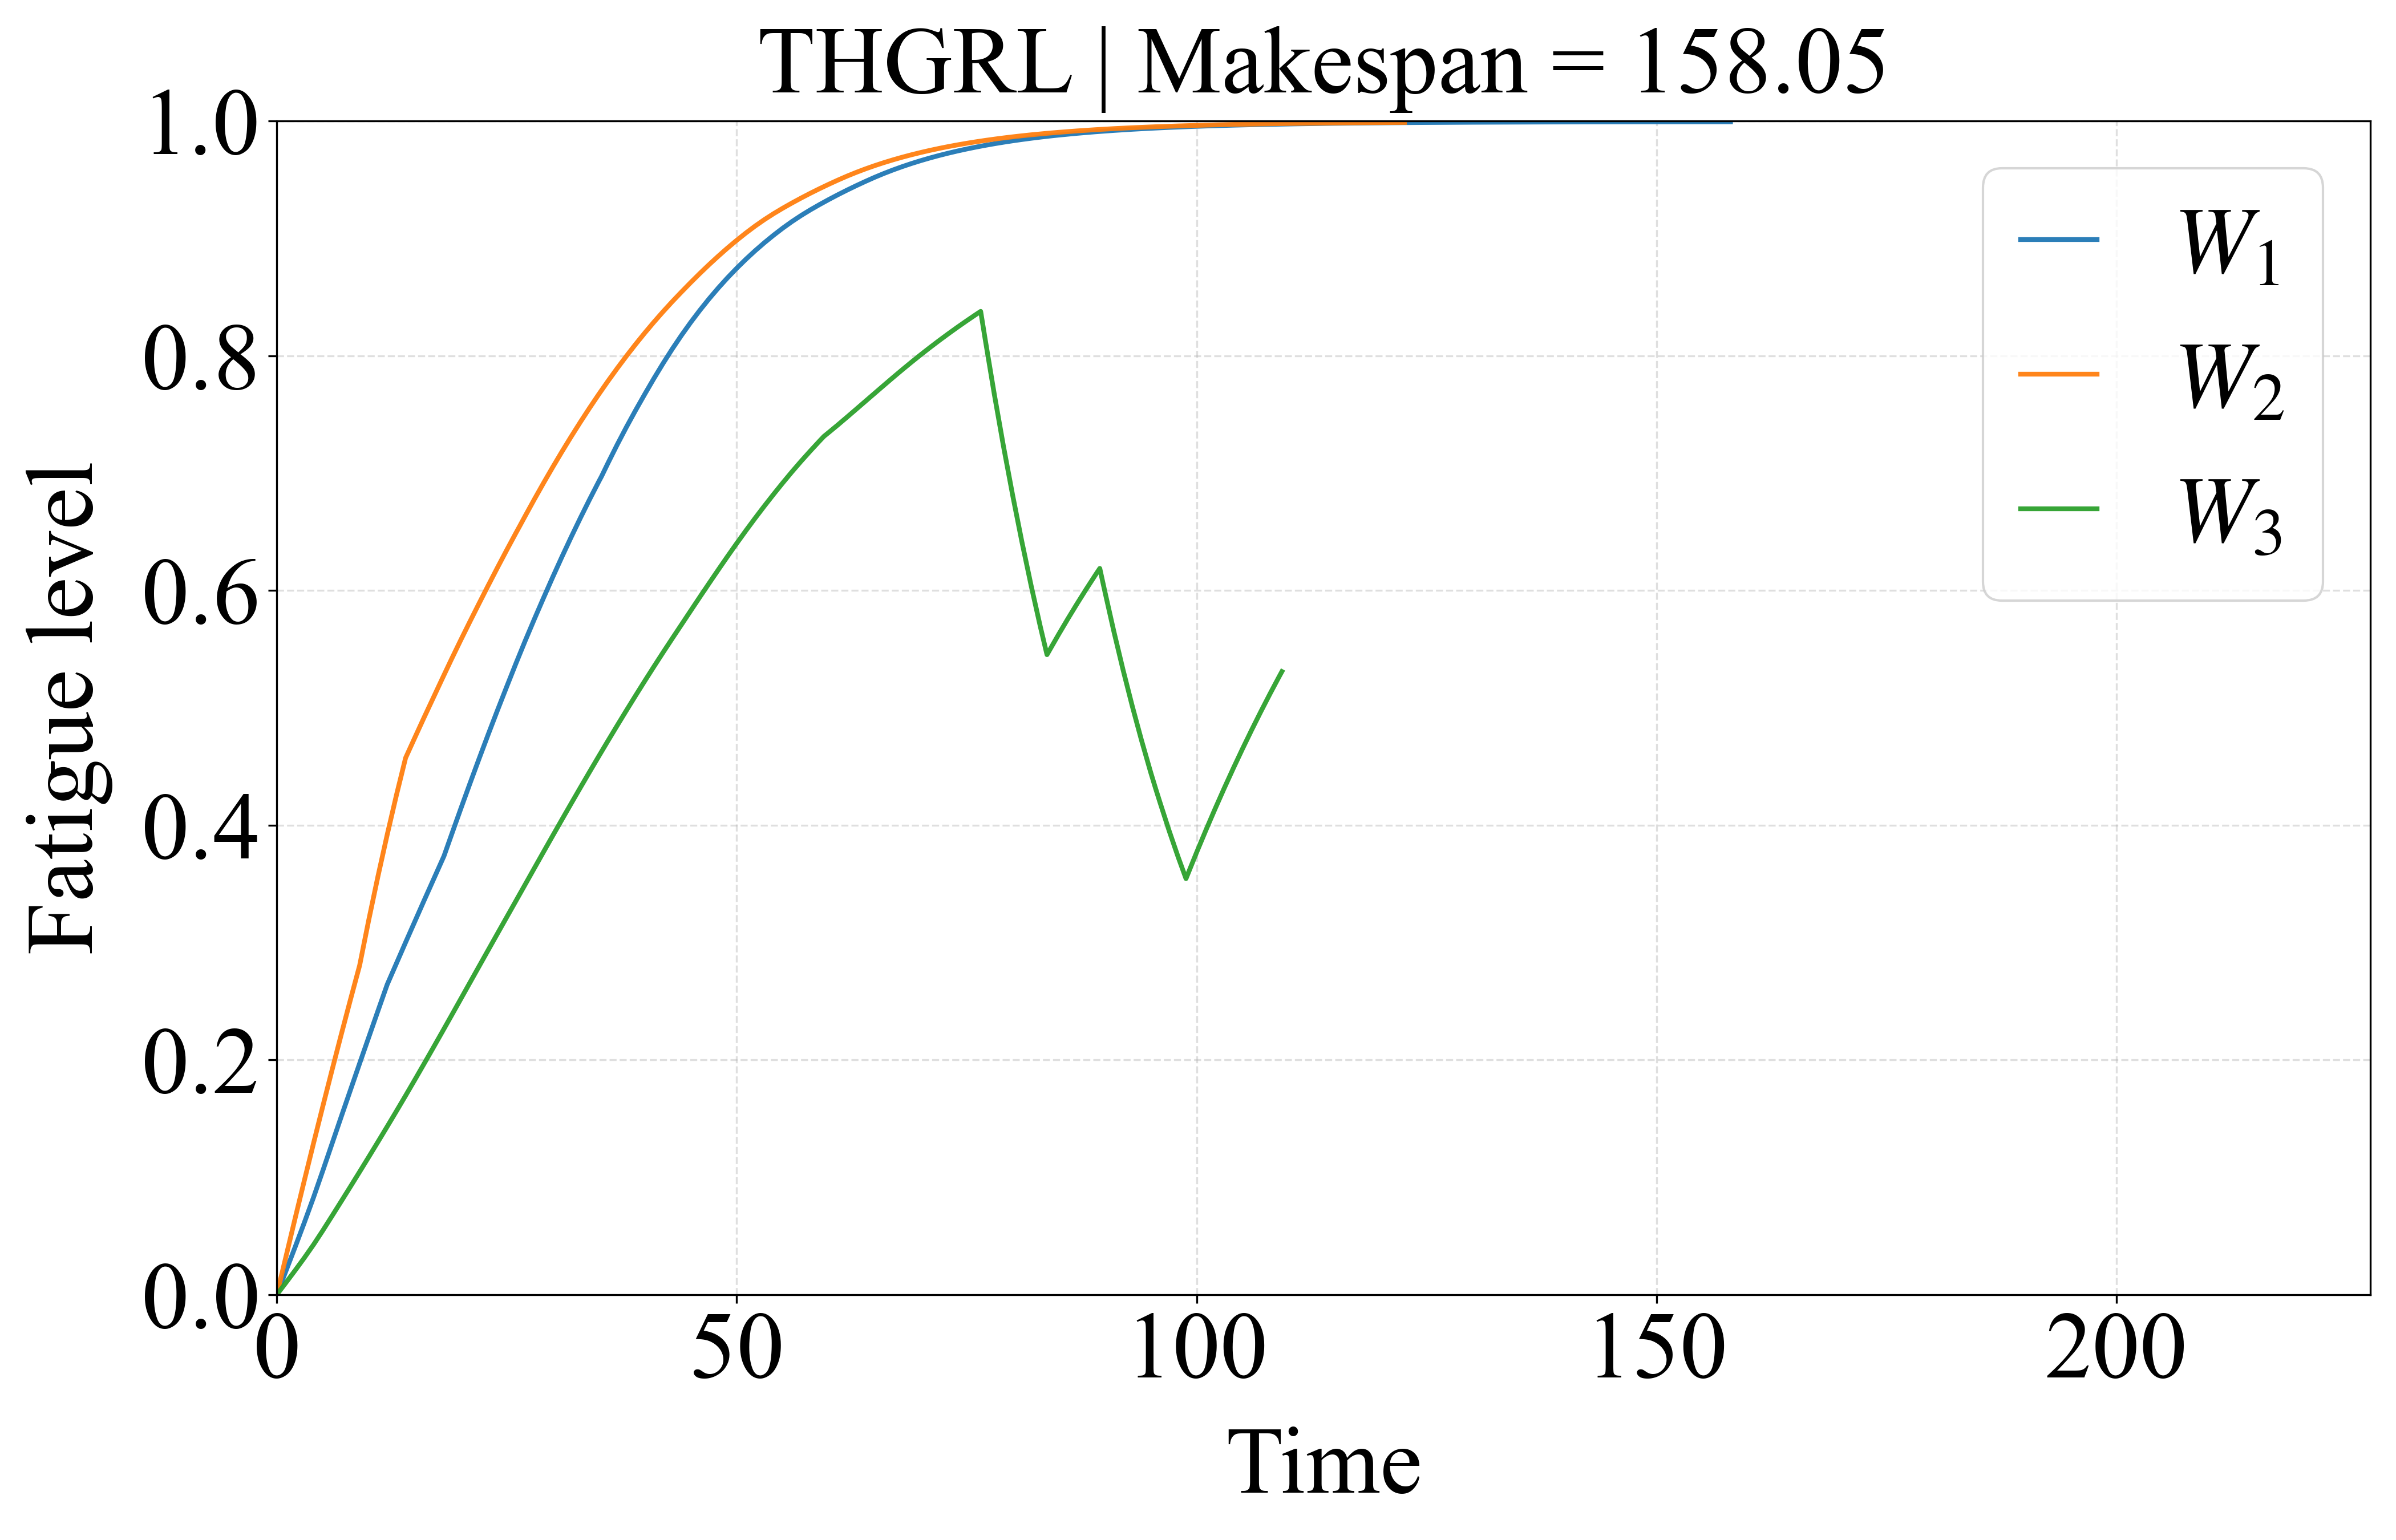 THGRL | Makespan = 158.05
Fatigue level
1.0
0.8
0.6
0.4
0.2
0.0
W₁
W₂
W₃
0 50 100 150 200
Time